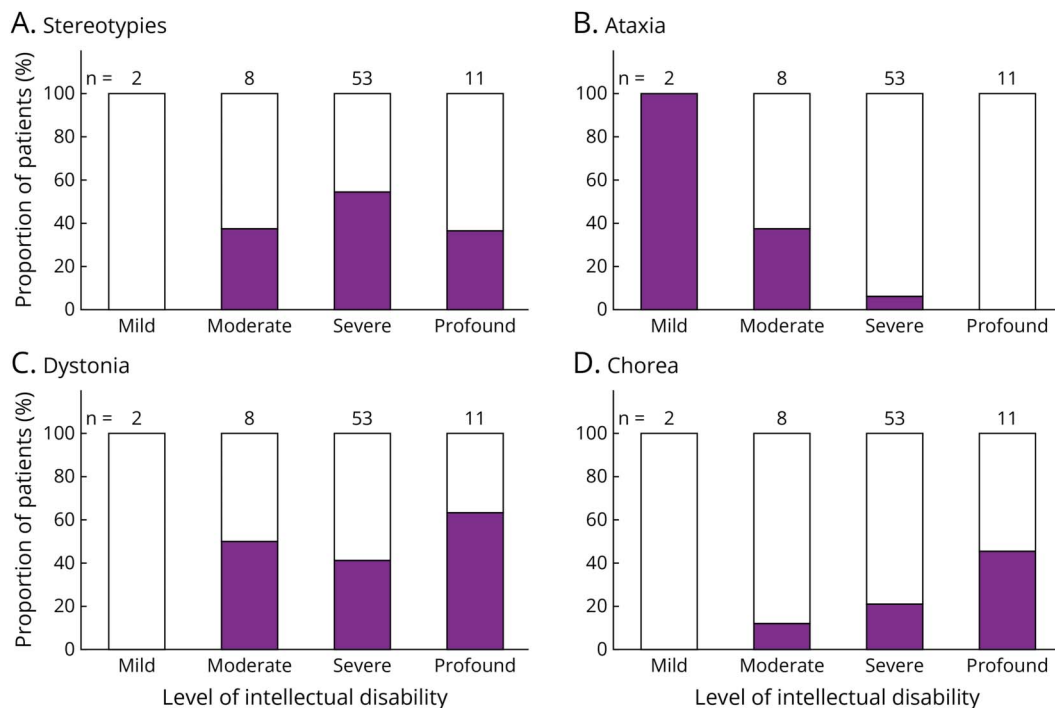 A. Stereotypies
Proportion of patients (%)
n = 2 8 53 11
100
80
60
40
20
0
Mild Moderate Severe Profound
B. Ataxia
n = 2 8 53 11
100
80
60
40
20
0
Mild Moderate Severe Profound
C. Dystonia
Proportion of patients (%)
n = 2 8 53 11
100
80
60
40
20
0
Mild Moderate Severe Profound
Level of intellectual disability
D. Chorea
n = 2 8 53 11
100
80
60
40
20
0
Mild Moderate Severe Profound
Level of intellectual disability